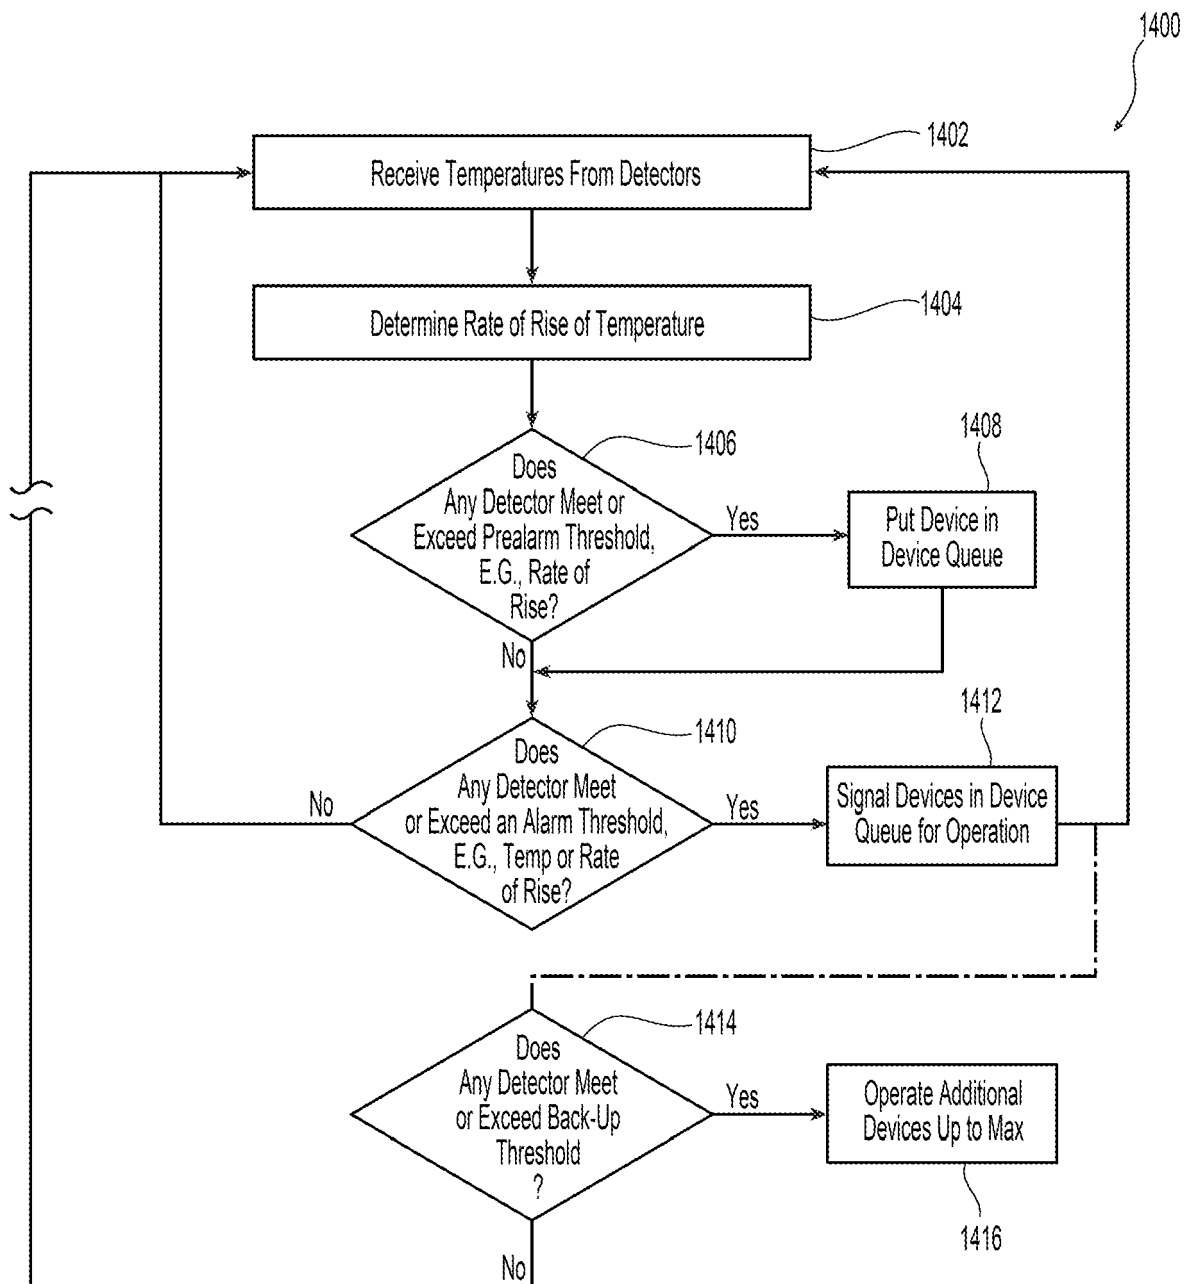 1400
1402
Receive Temperatures From Detectors
1404
Determine Rate of Rise of Temperature
1406
Does
Any Detector Meet or
Exceed Prealarm Threshold,
E.G., Rate of
Rise?
Yes
1408
Put Device in
Device Queue
No
1410
Does
Any Detector Meet
or Exceed an Alarm Threshold,
E.G., Temp or Rate
of Rise?
No
Yes
1412
Signal Devices in Device
Queue for Operation
1414
Does
Any Detector Meet
or Exceed Back-Up
Threshold
?
Yes
Operate Additional
Devices Up to Max
1416
No